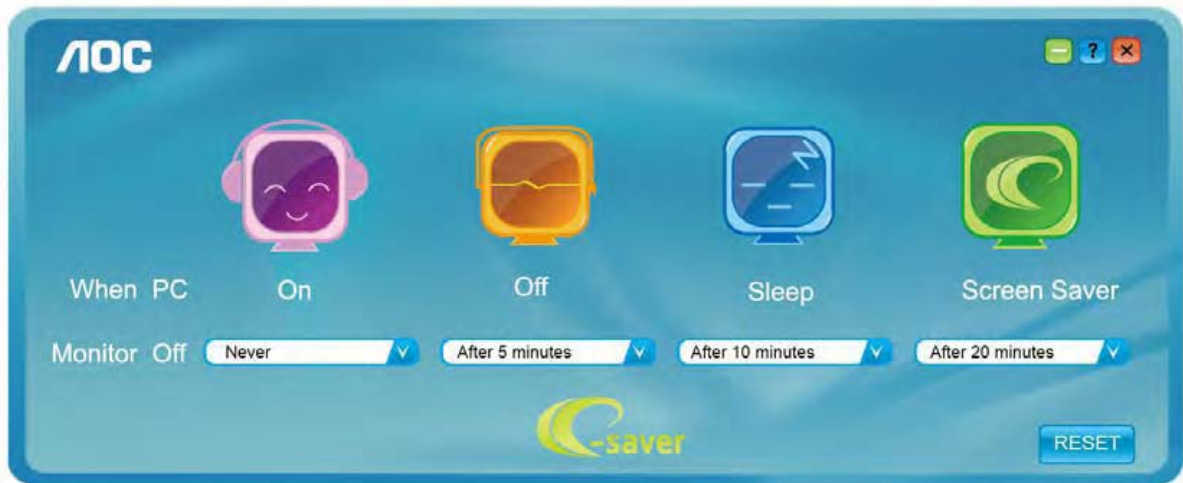 AOC
?
When PC On Off Sleep Screen Saver
Monitor Off Never After 5 minutes After 10 minutes After 20 minutes
e-saver
RESET